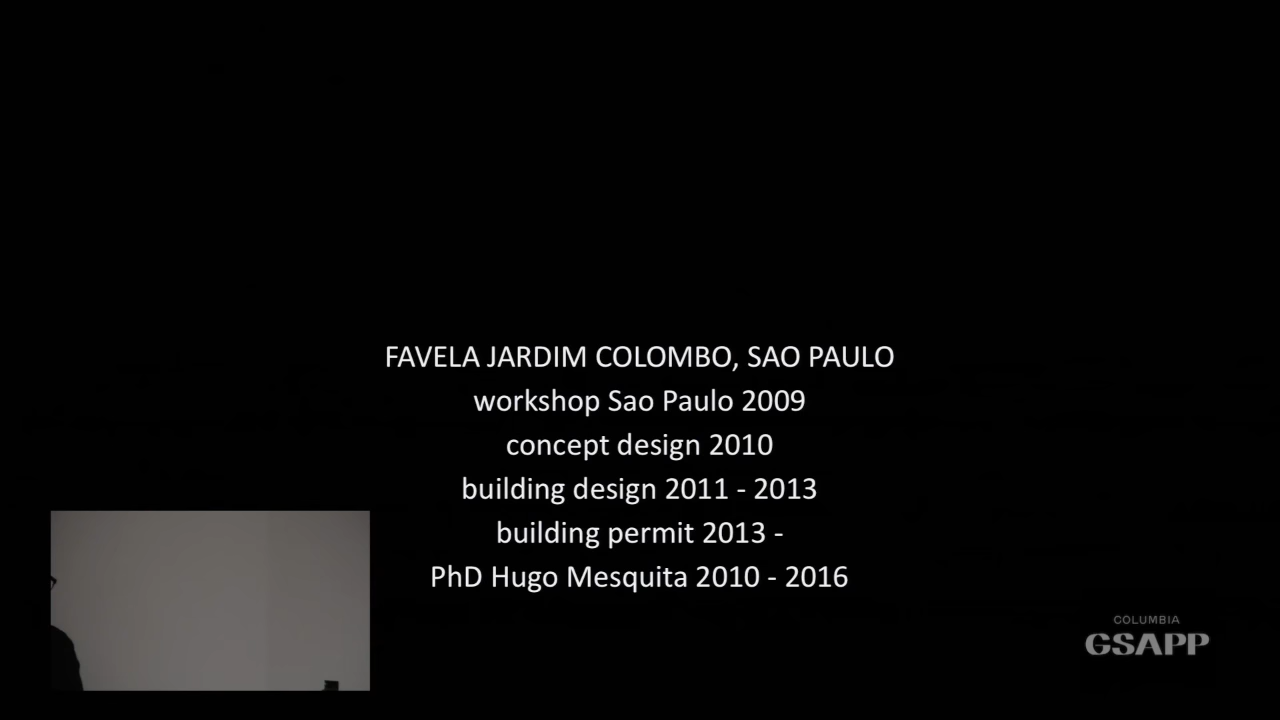 FAVELA JARDIM COLOMBO, SAO PAULO
workshop Sao Paulo 2009
concept design 2010
building design 2011 - 2013
building permit 2013 -
PhD Hugo Mesquita 2010 - 2016
COLUMBIA
GSAPP